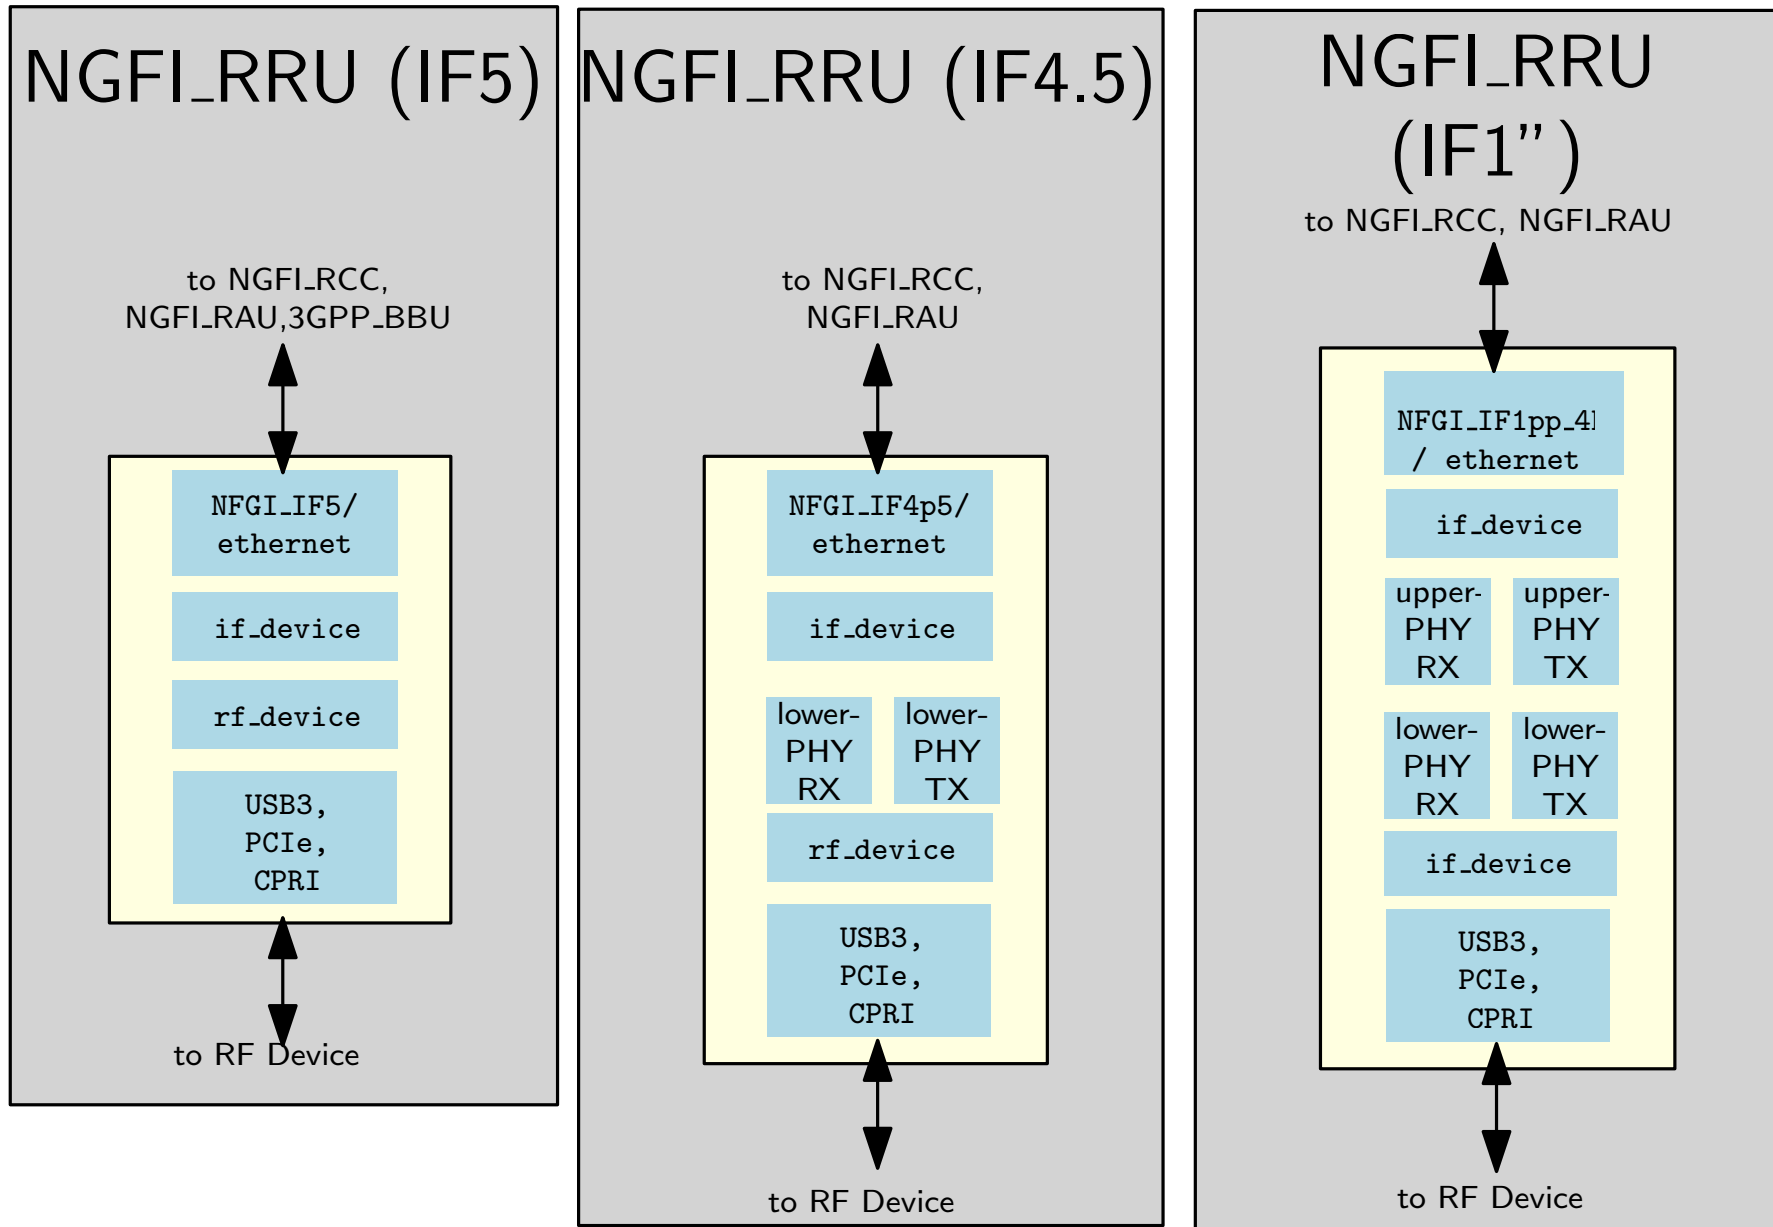 NGFI_RRU (IF5)
to NGFI_RCC,
NGFI_RAU,3GPP_BBU
NFGI_IF5/
ethernet
if_device
rf_device
USB3,
PCIe,
CPRI
to RF Device
NGFI_RRU (IF4.5)
to NGFI_RCC,
NGFI_RAU
NFGI_IF4p5/
ethernet
if_device
lower-
PHY
RX
lower-
PHY
TX
rf_device
USB3,
PCIe,
CPRI
to RF Device
NGFI_RRU
(IF1”)
to NGFI_RCC, NGFI_RAU
/ ethernet
if_device
upper-
PHY
RX
upper-
PHY
TX
lower-
PHY
RX
lower-
PHY
TX
if_device
USB3,
PCIe,
CPRI
to RF Device